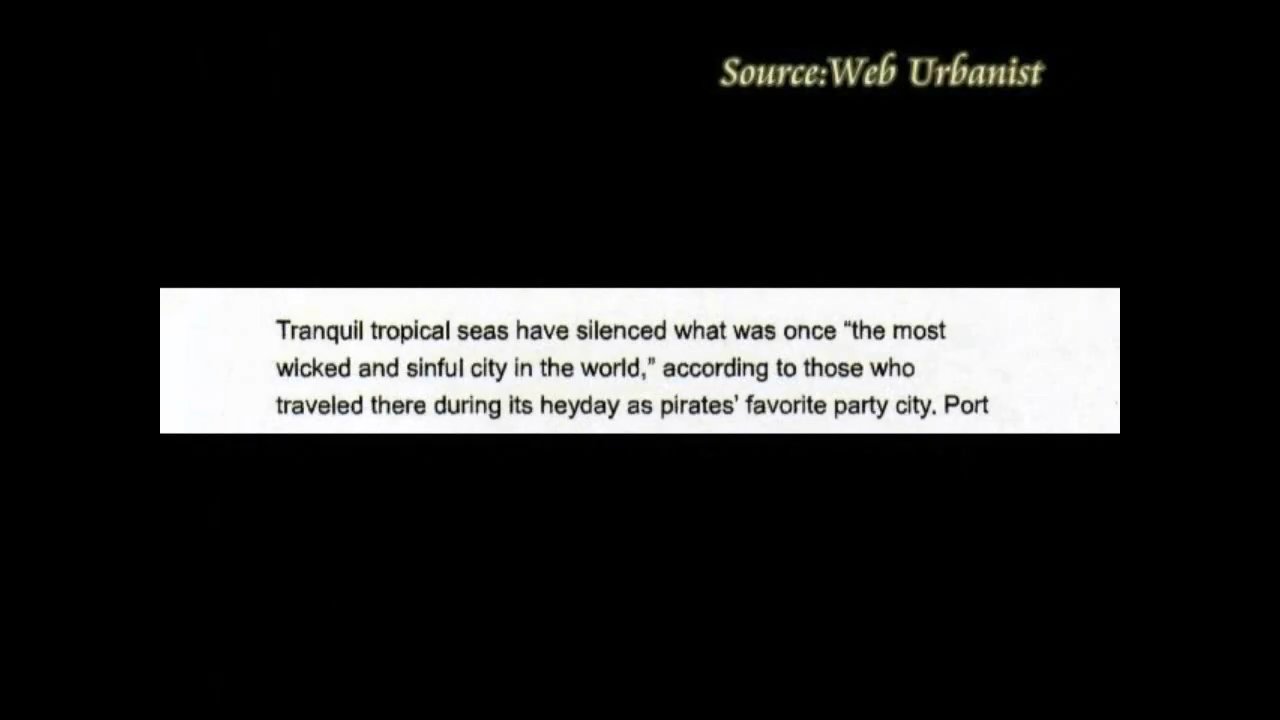 Source:Web Urbanist
Tranquil tropical seas have silenced what was once “the most
wicked and sinful city in the world,” according to those who
traveled there during its heyday as pirates’ favorite party city. Port